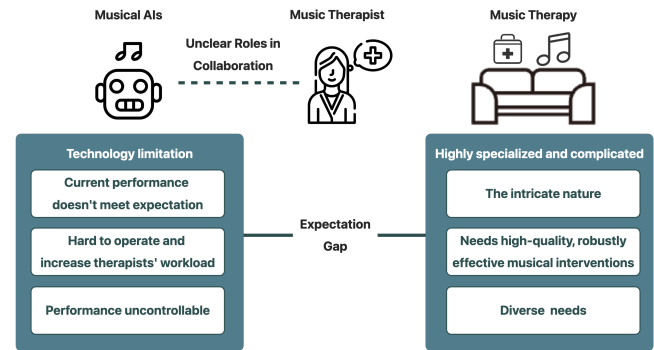 Musical AIs
Music Therapist
Music Therapy
Unclear Roles in
Collaboration
Technology limitation
Current performance
doesn't meet expectation
Hard to operate and
increase therapists' workload
Performance uncontrollable
Expectation
Gap
Highly specialized and complicated
The intricate nature
Needs high-quality, robustly
effective musical interventions
Diverse needs